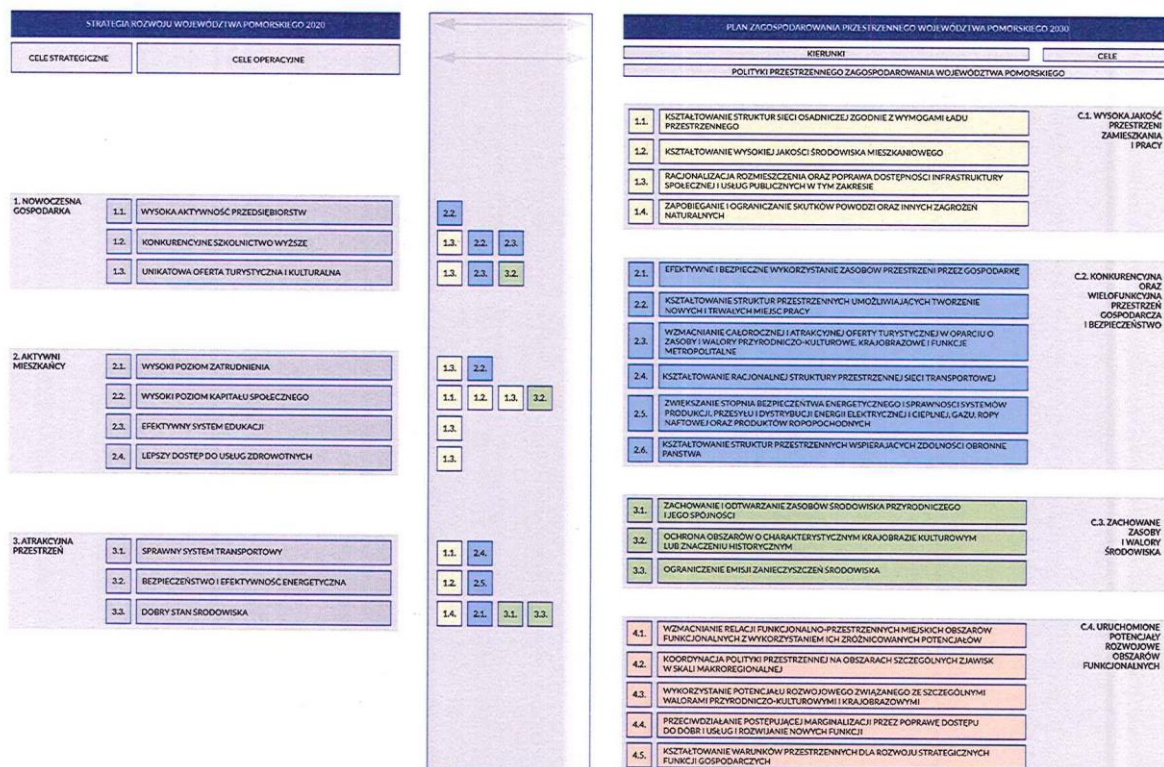 STRATEGIA ROZWOJU WOJEWÓDZTWA POMORSKIEGO 2020
CELE STRATEGICZNE
CELE OPERACYJNE
1. NOWOCZESNA
GOSPODARKA
1.1. WYSOKA AKTYWNOŚĆ PRZEDSIĘBIORSTW
2.2.
1.2. KONKURENCYJNE SZKOLNICTWO WYŻSZE
1.3. 2.2. 2.3.
1.3. UNIKATOWA OFERTA TURYSTYCZNA I KULTURALNA
1.3. 2.3. 3.2.
2. AKTYWNI
MIESZKAŃCY
2.1. WYSOKI POZIOM ZATRUDNIENIA
1.3. 2.2.
2.2. WYSOKI POZIOM KAPITAŁU SPOŁECZNEGO
1.1. 1.2. 1.3. 3.2.
2.3. EFEKTYWNY SYSTEM EDUKACJI
1.3.
2.4. LEPSZY DOSTĘP DO USŁUG ZDROWOTNYCH
1.3.
3. ATRAKCYJNA
PRZESTRZEŃ
3.1. SPRAWNY SYSTEM TRANSPORTOWY
1.1. 2.4.
3.2. BEZPIECZEŃSTWO I EFEKTYWNOŚĆ ENERGETYCZNA
1.2 2.5.
3.3. DOBRY STAN ŚRODOWISKA
1.4. 2.1. 3.1. 3.3.
PLAN ZAGOSPODAROWANIA PRZESTRZENNEGO WOJEWÓDZTWA POMORSKIEGO 2030
KIERUNKI
CELE
POLITYKI PRZESTRZENNEGO ZAGOSPODAROWANIA WOJEWÓDZTWA POMORSKIEGO
1.1. KSZTAŁTOWANIE STRUKTUR SIECI OSADNICZEJ ZGODNIE Z WYMOGAMI ŁADU
PRZESTRZENNEGO
1.2. KSZTAŁTOWANIE WYSOKIEJ JAKOŚCI ŚRODOWISKA MIESZKANIOWEGO
1.3. RACJONALIZACJA ROZMIESZCZENIA ORAZ POPRAWA DOSTĘPNOŚCI INFRASTRUKTURY
SPOŁECZNEJ I USŁUG PUBLICZNYCH W TYM ZAKRESIE
1.4. ZAPOBIEGANIE I OGRANICZANIE SKUTKÓW POWODZI ORAZ INNYCH ZAGROŻEŃ
NATURALNYCH
C.1. WYSOKA JAKOŚĆ
PRZESTRZENI
ZAMIESZKANIA
I PRACY
2.1. EFEKTYWNE I BEZPIECZNE WYKORZYSTANIE ZASOBÓW PRZESTRZENI PRZEZ GOSPODARKĘ
2.2. KSZTAŁTOWANIE STRUKTUR PRZESTRZENNYCH UMOŻLIWIAJĄCYCH TWORZENIE
NOWYCH I TRWAŁYCH MIEJSC PRACY
2.3. WZMACNIANIE CAŁOROCZNEJ I ATRAKCYJNEJ OFERTY TURYSTYCZNEJ W OPARCIU O
ZASOBY I WALORY PRZYRODNICZO-KULTUROWE, KRAJOBRAZOWE I FUNKCJE
METROPOLITALNE
2.4. KSZTAŁTOWANIE RACJONALNEJ STRUKTURY PRZESTRZENNEJ SIECI TRANSPORTOWEJ
2.5. ZWIĘKSZANIE STOPNIA BEZPIECZEŃTWA ENERGETYCZNEGO I SPRAWNOŚCI SYSTEMÓW
PRODUKCJI, PRZESYŁU I DYSTRYBUCJI ENERGII ELEKTRYCZNEJ I CIEPLNEJ, GAZU, ROPY
NAFTOWEJ ORAZ PRODUKTÓW ROPOPOCHODNYCH
2.6. KSZTAŁTOWANIE STRUKTUR PRZESTRZENNYCH WSPIERAJĄCYCH ZDOLNOŚCI OBRONNE
PAŃSTWA
C.2. KONKURENCYJNA
ORAZ
WIELOFUNKCYJNA
PRZESTRZEŃ
GOSPODARCZA
I BEZPIECZEŃSTWO
3.1. ZACHOWANIE I ODTWARZANIE ZASOBÓW ŚRODOWISKA PRZYRODNICZEGO
I JEGO SPÓJNOŚCI
3.2. OCHRONA OBSZARÓW O CHARAKTERYSTYCZNYM KRAJOBRAZIE KULTUROWYM
LUB ZNACZENIU HISTORYCZNYM
3.3. OGRANICZENIE EMISJI ZANIECZYSZCZEŃ ŚRODOWISKA
C.3. ZACHOWANE
ZASOBY
I WALORY
ŚRODOWISKA
4.1. WZMACNIANIE RELACJI FUNKCJONALNO-PRZESTRZENNYCH MIEJSKICH OBSZARÓW
FUNKCJONALNYCH Z WYKORZYSTANIEM ICH ZRÓŻNICOWANYCH POTENCJAŁÓW
4.2. KOORDYNACJA POLITYKI PRZESTRZENNEJ NA OBSZARACH SZCZEGÓLNYCH ZJAWISK
W SKALI MAKROREGIONALNEJ
4.3. WYKORZYSTANIE POTENCJAŁU ROZWOJOWEGO ZWIĄZANEGO ZE SZCZEGÓLNYMI
WALORAMI PRZYRODNICZO-KULTUROWYMI I KRAJOBRAZOWYMI
4.4. PRZECIWDZIAŁANIE POSTĘPUJĄCEJ MARGINALIZACJI PRZEZ POPRAWĘ DOSTĘPU
DO DÓBR I USŁUG I ROZWIJANIE NOWYCH FUNKCJI
4.5. KSZTAŁTOWANIE WARUNKÓW PRZESTRZENNYCH DLA ROZWOJU STRATEGICZNYCH
FUNKCJI GOSPODARCZYCH
C.4. URUCHOMIONE
POTENCJAŁY
ROZWOJOWE
OBSZARÓW
FUNKCJONALNYCH